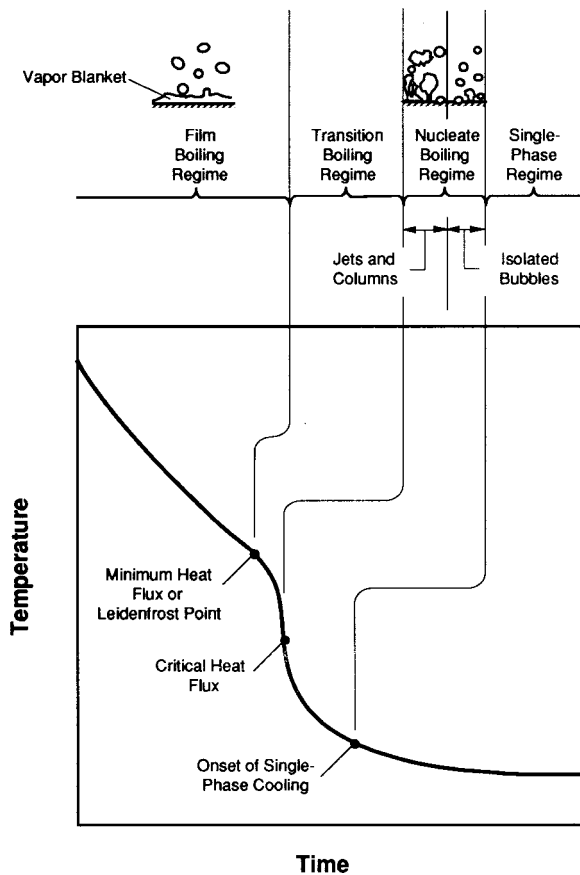 Vapor Blanket
Film
Boiling
Regime
Transition
Boiling
Regime
Nucleate
Boiling
Regime
Single-
Phase
Regime
Jets and
Columns
Isolated
Bubbles
Temperature
Minimum Heat
Flux or
Leidenfrost Point
Critical Heat
Flux
Onset of Single-
Phase Cooling
Time